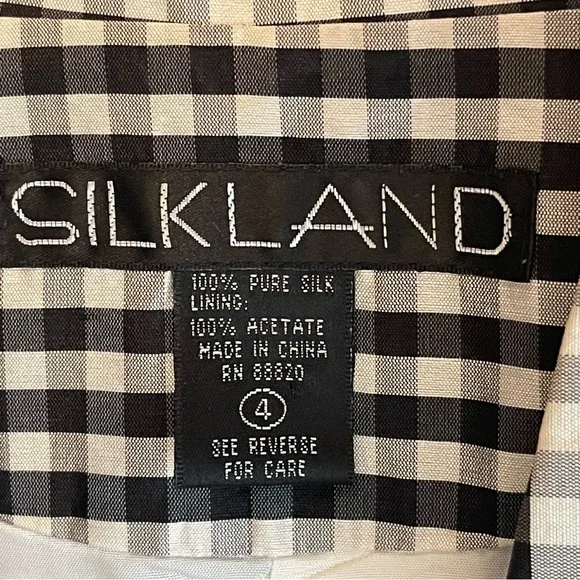 SILKLAND
100% PURE SILK
LINING:
100% ACETATE
MADE IN CHINA
RN 88820
4
SEE REVERSE
FOR CARE